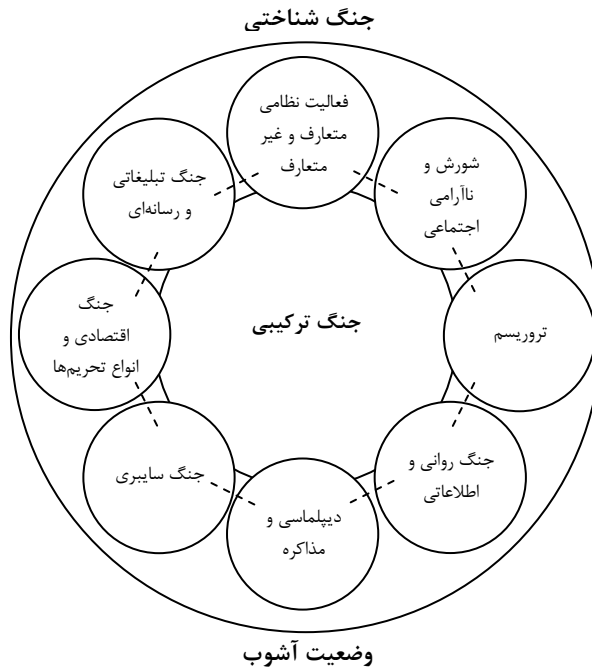 جنگ شناختی
فعالیت نظامی
متعارف و غیر
متعارف
شورش و
ناآرامی
اجتماعی
تروریسم
جنگ روانی و
اطلاعاتی
دیپلماسی و
مذاکره
جنگ سایبری
جنگ
اقتصادی و
انواع تحریم‌ها
جنگ تبلیغاتی
و رسانه‌ای
جنگ ترکیبی
وضعیت آشوب